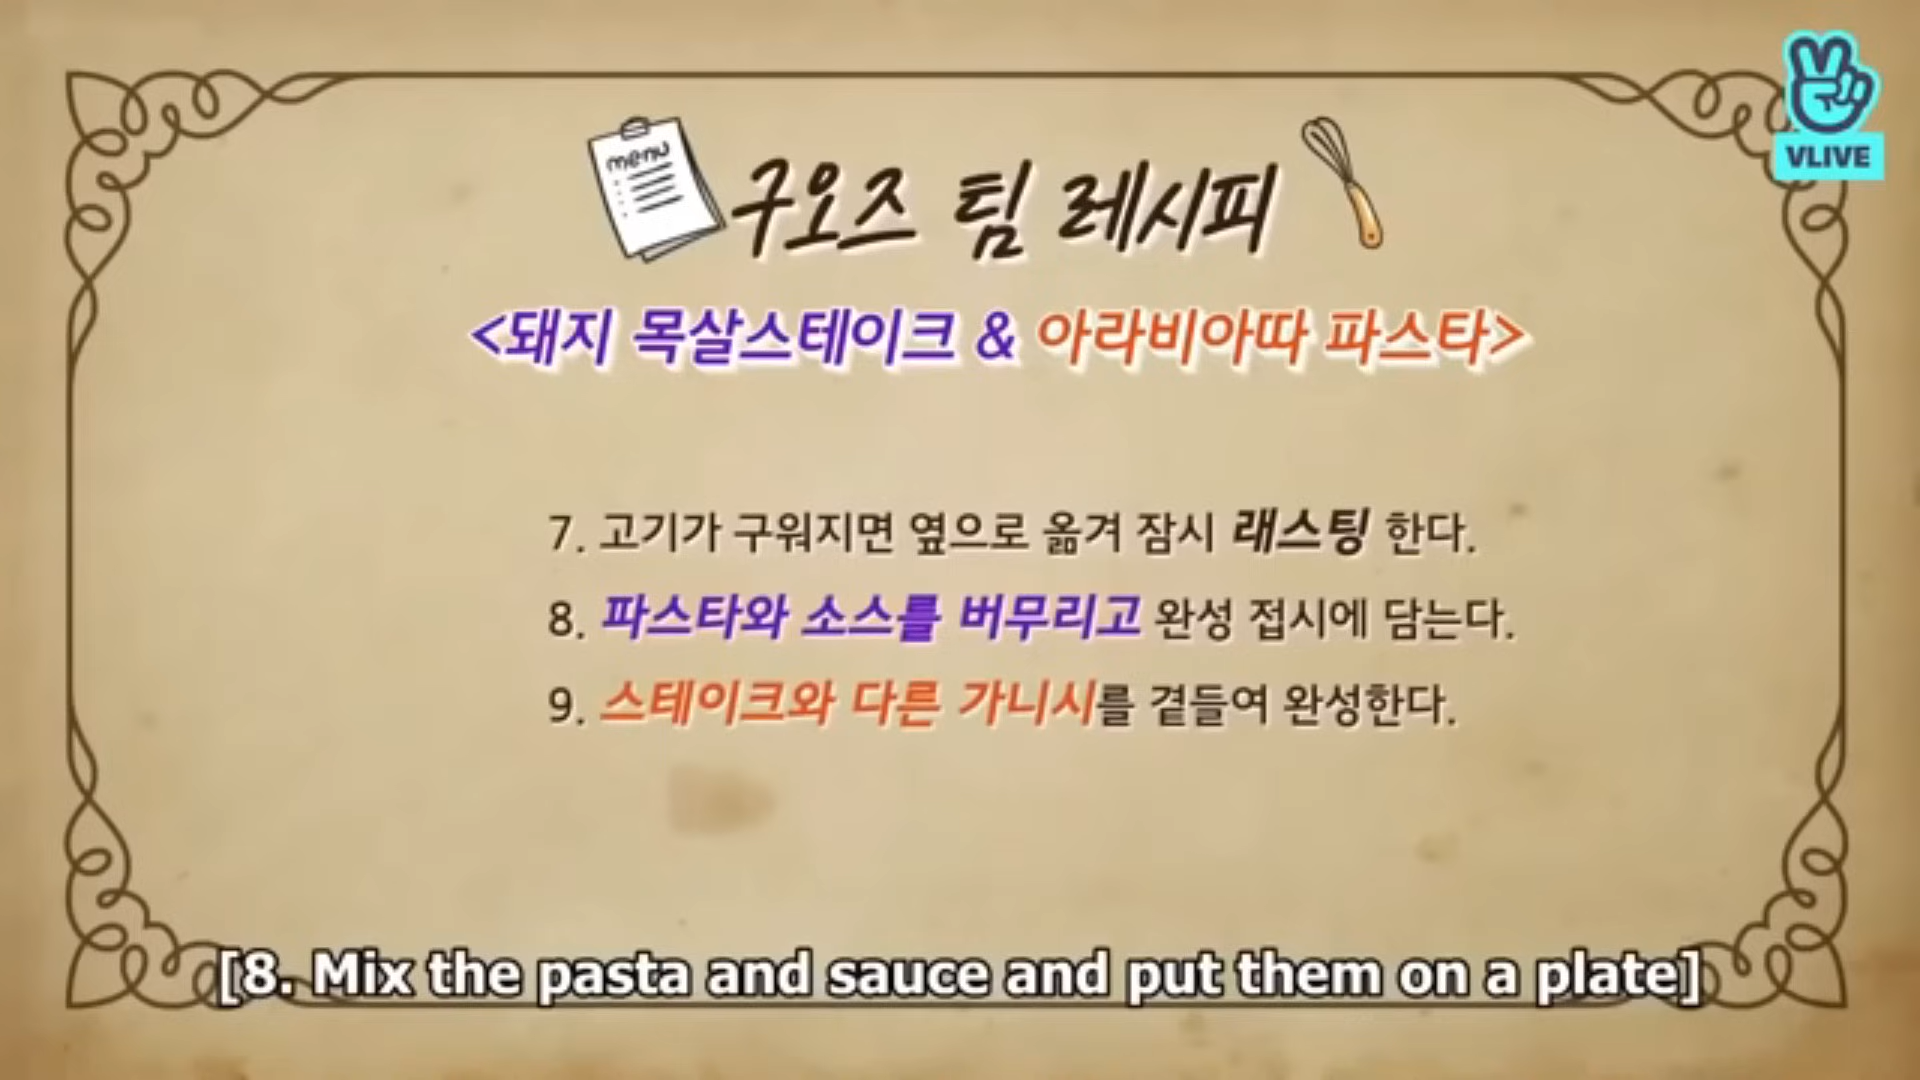 VLIVE
menu
구오즈 팀 레시피
<돼지 목살스테이크 & 아라비아따 파스타>
7. 고기가 구워지면 옆으로 옮겨 잠시 래스팅 한다.
8. 파스타와 소스를 버무리고 완성 접시에 담는다.
9. 스테이크와 다른 가니시를 곁들여 완성한다.
[8. Mix the pasta and sauce and put them on a plate]